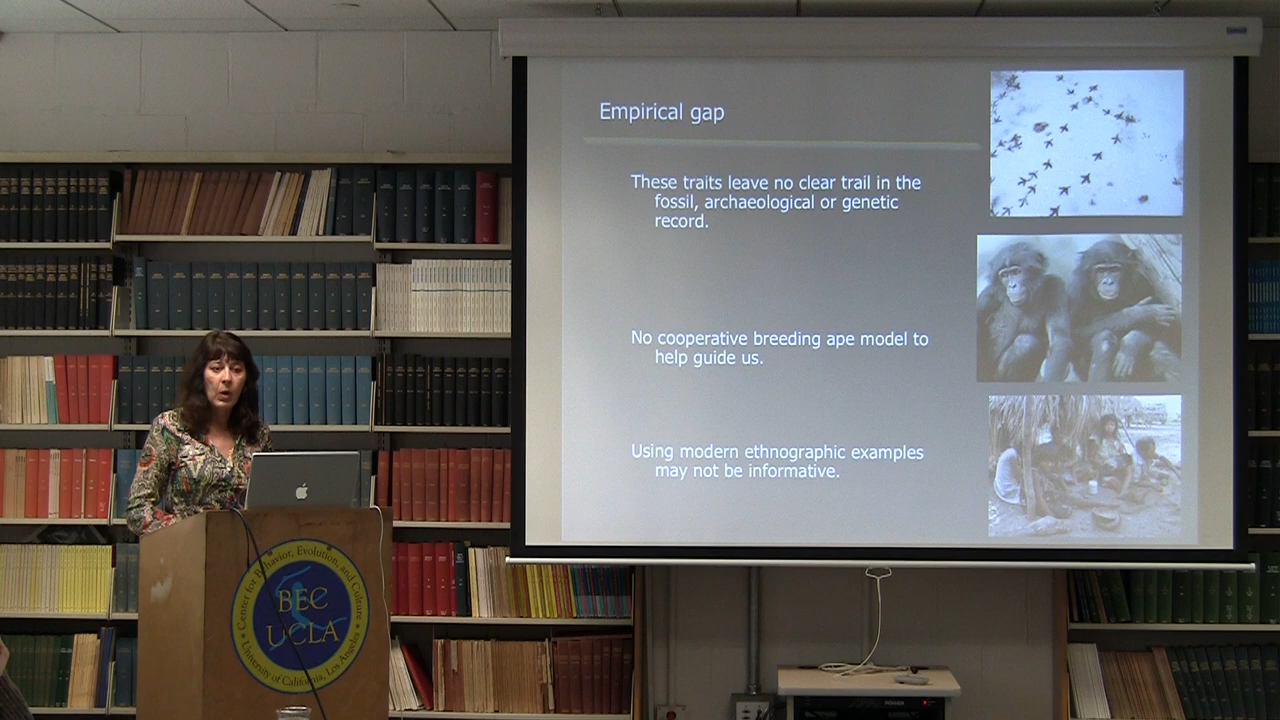 Empirical gap
These traits leave no clear trail in the
fossil, archaeological or genetic
record.
No cooperative breeding ape model to
help guide us.
Using modern ethnographic examples
may not be informative.
Center for Behavior, Evolution, and Culture
BEC
UCLA
University of California, Los Angeles